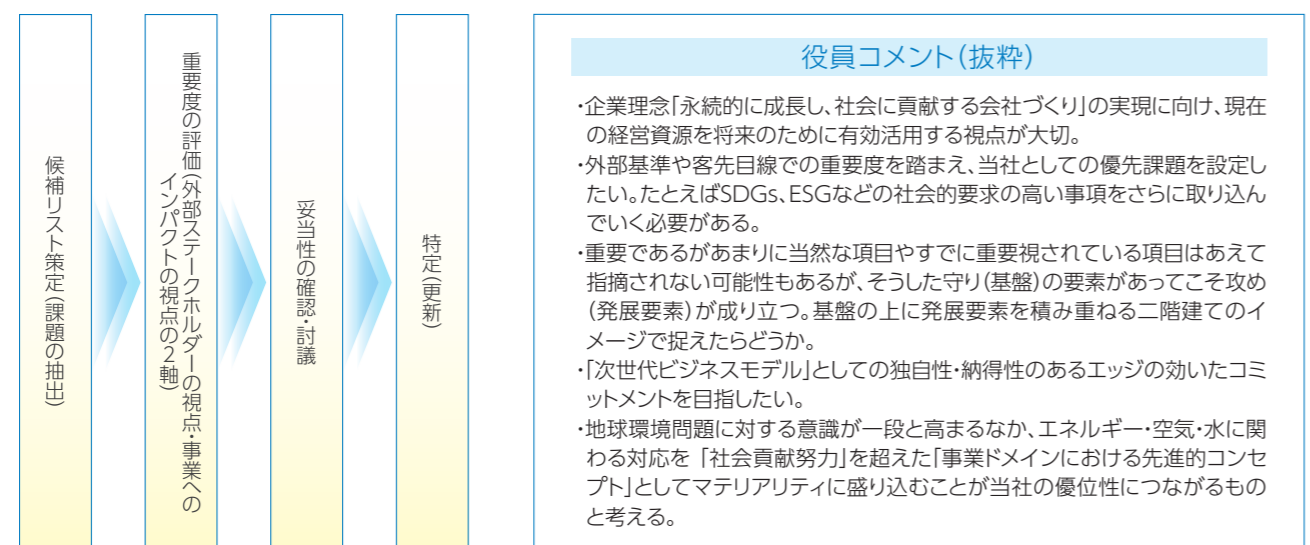 候補リスト策定(課題の抽出)
重要度の評価(外部ステークホルダーの視点・事業への
インパクトの視点の2軸)
妥当性の確認・討議
特定(更新)
役員コメント(抜粋)
・企業理念「永続的に成長し、社会に貢献する会社づくり」の実現に向け、現在
の経営資源を将来のために有効活用する視点が大切。
・外部基準や客先目線での重要度を踏まえ、当社としての優先課題を設定し
たい。たとえばSDGs、ESGなどの社会的要求の高い事項をさらに取り込ん
でいく必要がある。
・重要であるがあまりに当然な項目やすでに重要視されている項目はあえて
指摘されない可能性もあるが、そうした守り(基盤)の要素があってこそ攻め
(発展要素)が成り立つ。基盤の上に発展要素を積み重ねる二階建てのイ
メージで捉えたらどうか。
・「次世代ビジネスモデル」としての独自性・納得性のあるエッジの効いたコミ
ットメントを目指したい。
・地球環境問題に対する意識が一段と高まるなか、エネルギー・空気・水に関
わる対応を「社会貢献努力」を超えた「事業ドメインにおける先進的コンセ
プト」としてマテリアリティに盛り込むことが当社の優位性につながるもの
と考える。